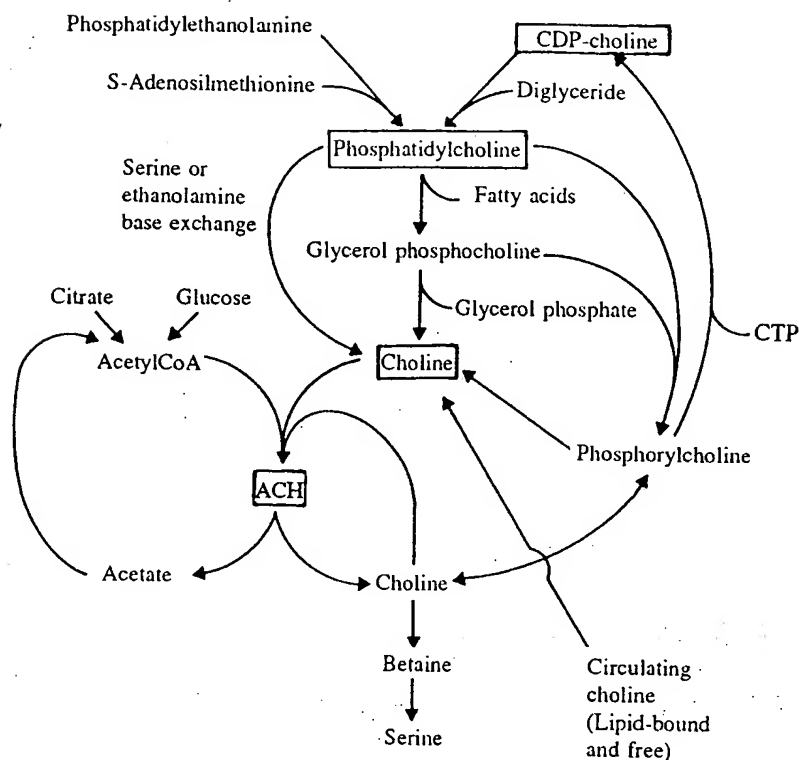 Phosphatidylethanolamine
CDP-choline
S-Adenosilmethionine
Diglyceride
Phosphatidylcholine
Serine or
ethanolamine
base exchange
Fatty acids
Glycerol phosphocholine
Citrate
Glucose
Glycerol phosphate
CTP
AcetylCoA
Choline
Phosphorylcholine
ACH
Acetate
Choline
Betaine
Circulating
choline
(Lipid-bound
and free)
Serine